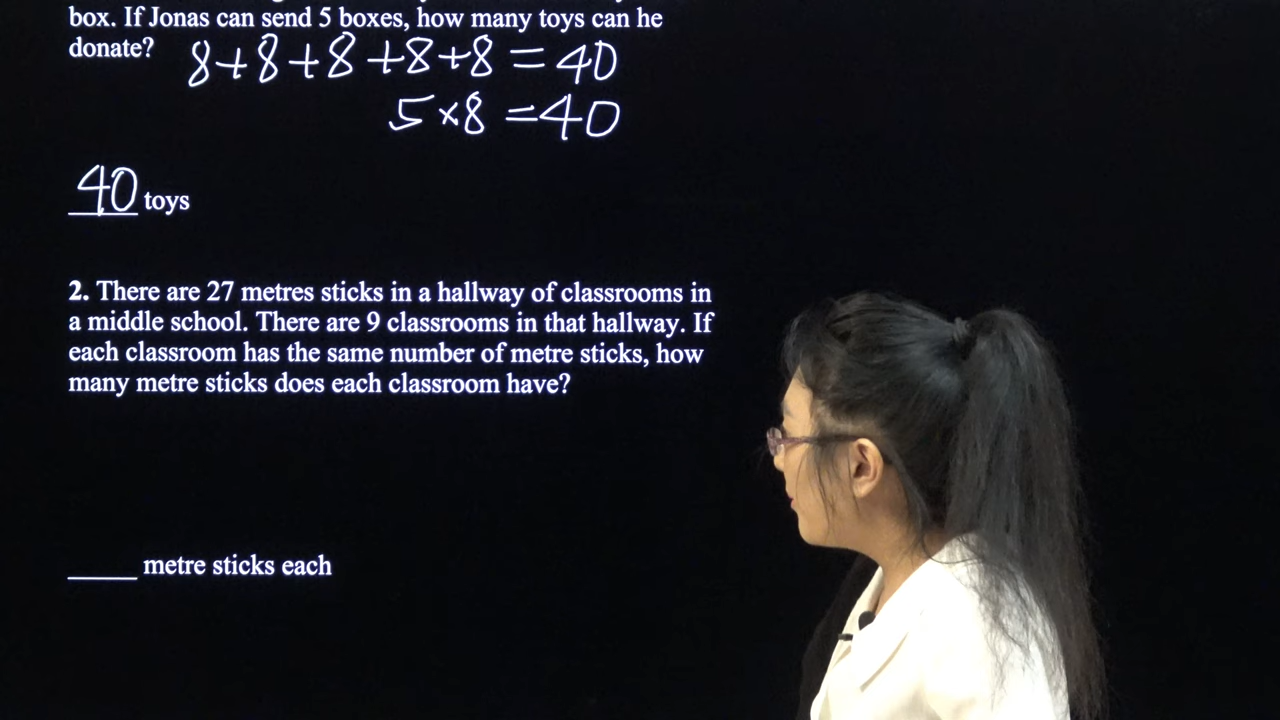 box. If Jonas can send 5 boxes, how many toys can he
donate? 8+8+8+8+8=40
5×8=40
40 toys
2. There are 27 metres sticks in a hallway of classrooms in
a middle school. There are 9 classrooms in that hallway. If
each classroom has the same number of metre sticks, how
many metre sticks does each classroom have?
_____ metre sticks each